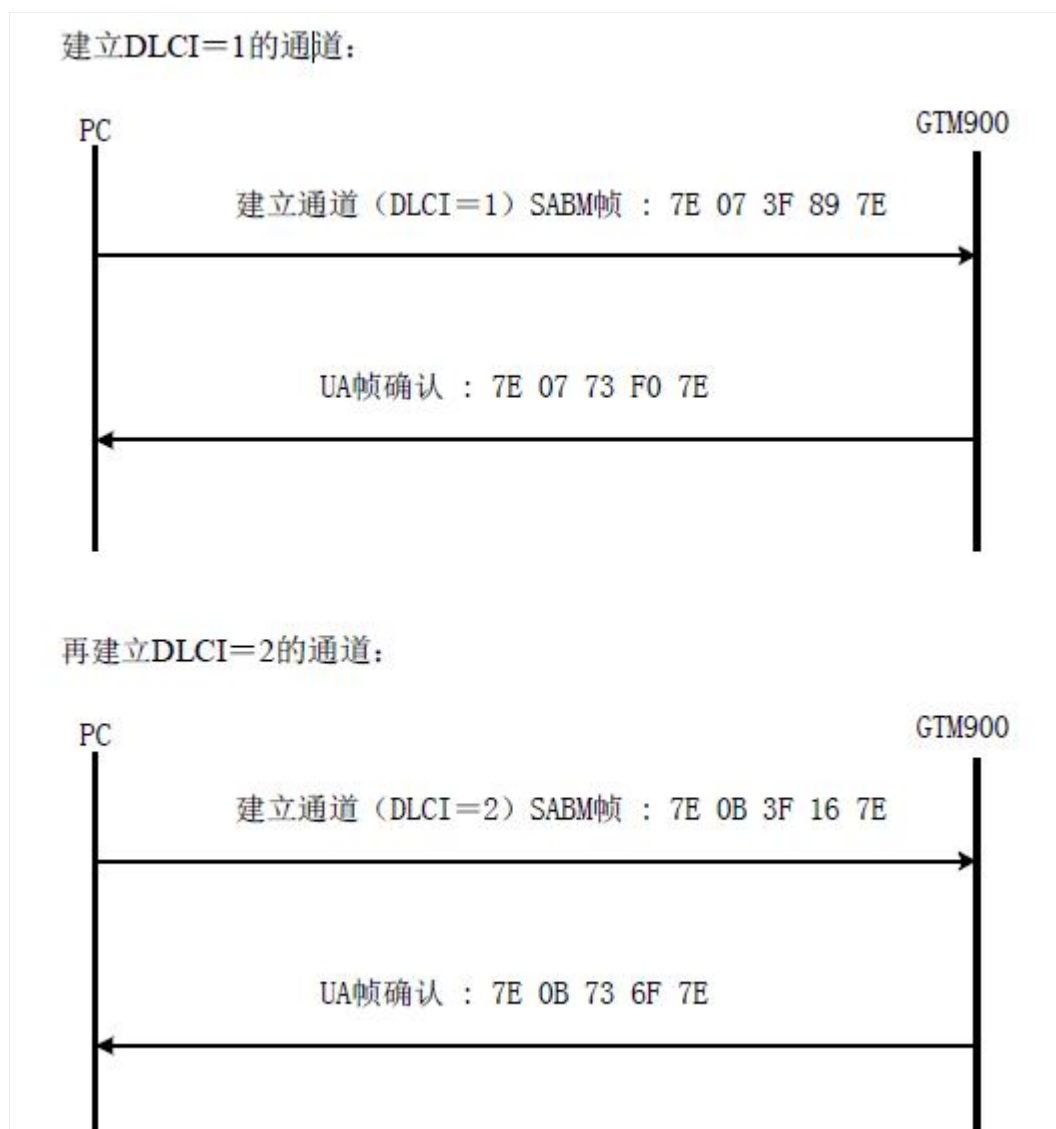 建立DLCI＝1的通道：
PC
GTM900
建立通道（DLCI＝1）SABM帧 : 7E 07 3F 89 7E
UA帧确认 : 7E 07 73 F0 7E
再建立DLCI＝2的通道：
PC
GTM900
建立通道（DLCI＝2）SABM帧 : 7E 0B 3F 16 7E
UA帧确认 : 7E 0B 73 6F 7E